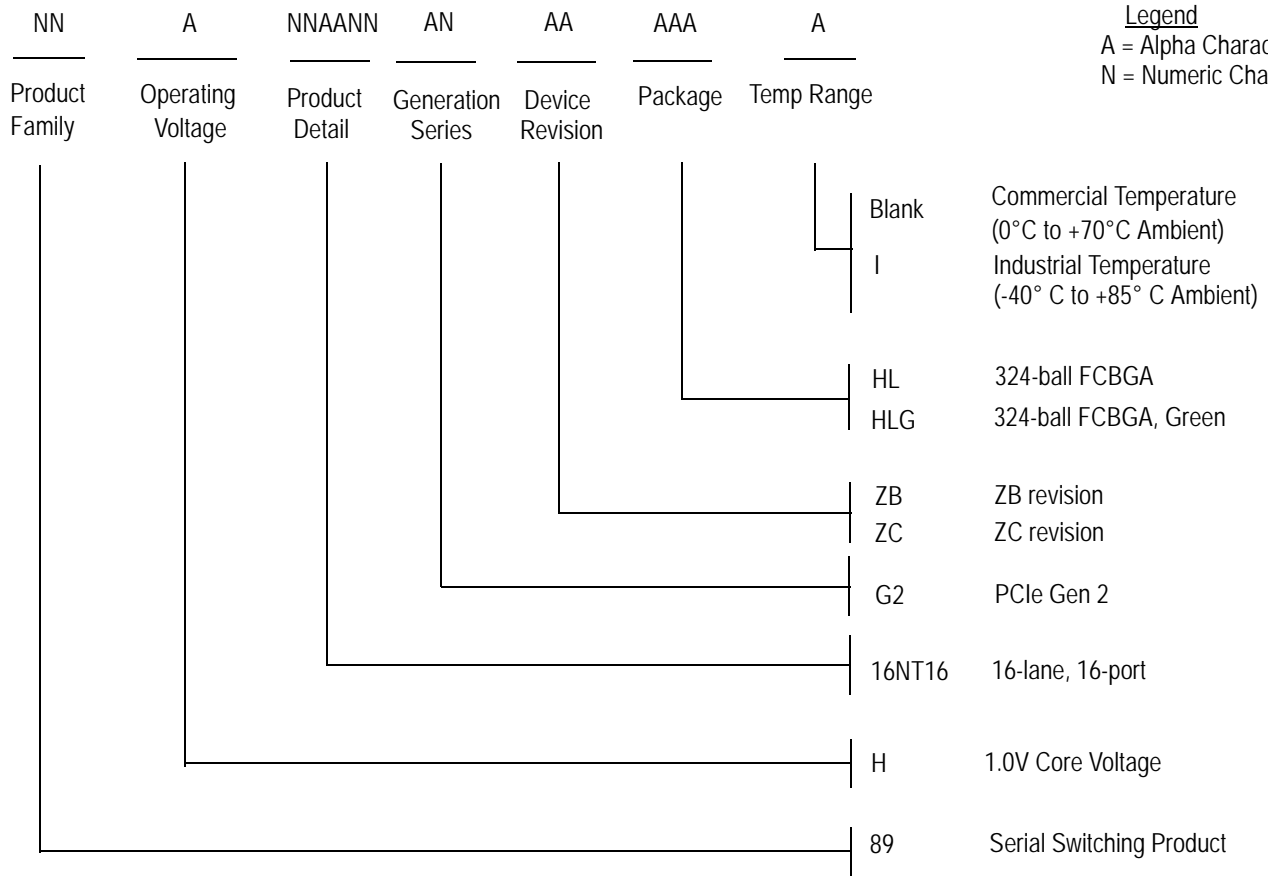 NN A NNAANN AN AA AAA A
Legend
A = Alpha
N = Numeric
Product Family
Operating Voltage
Product Detail
Generation Series
Device Revision
Package
Temp Range
Blank Commercial Temperature
(0°C to +70°C Ambient)
I Industrial Temperature
(-40° C to +85° C Ambient)
HL 324-ball FCBGA
HLG 324-ball FCBGA, Green
ZB ZB revision
ZC ZC revision
G2 PCIe Gen 2
16NT16 16-lane, 16-port
H 1.0V Core Voltage
89 Serial Switching Product